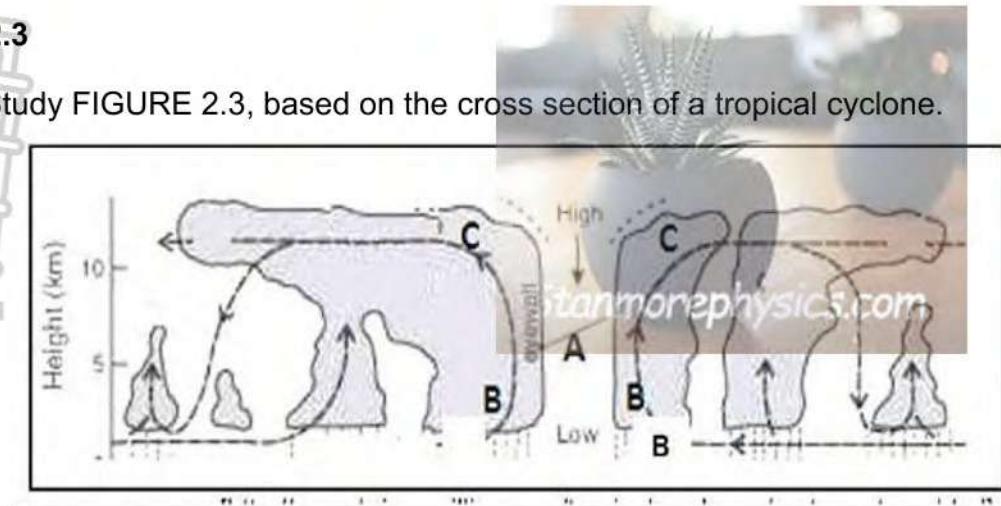 .3
tudy FIGURE 2.3, based on the cross section of a tropical cyclone.
High
C
C
Height (km)
10
Stanmorephysics.com
eyewall
5
A
B
B
Low
B